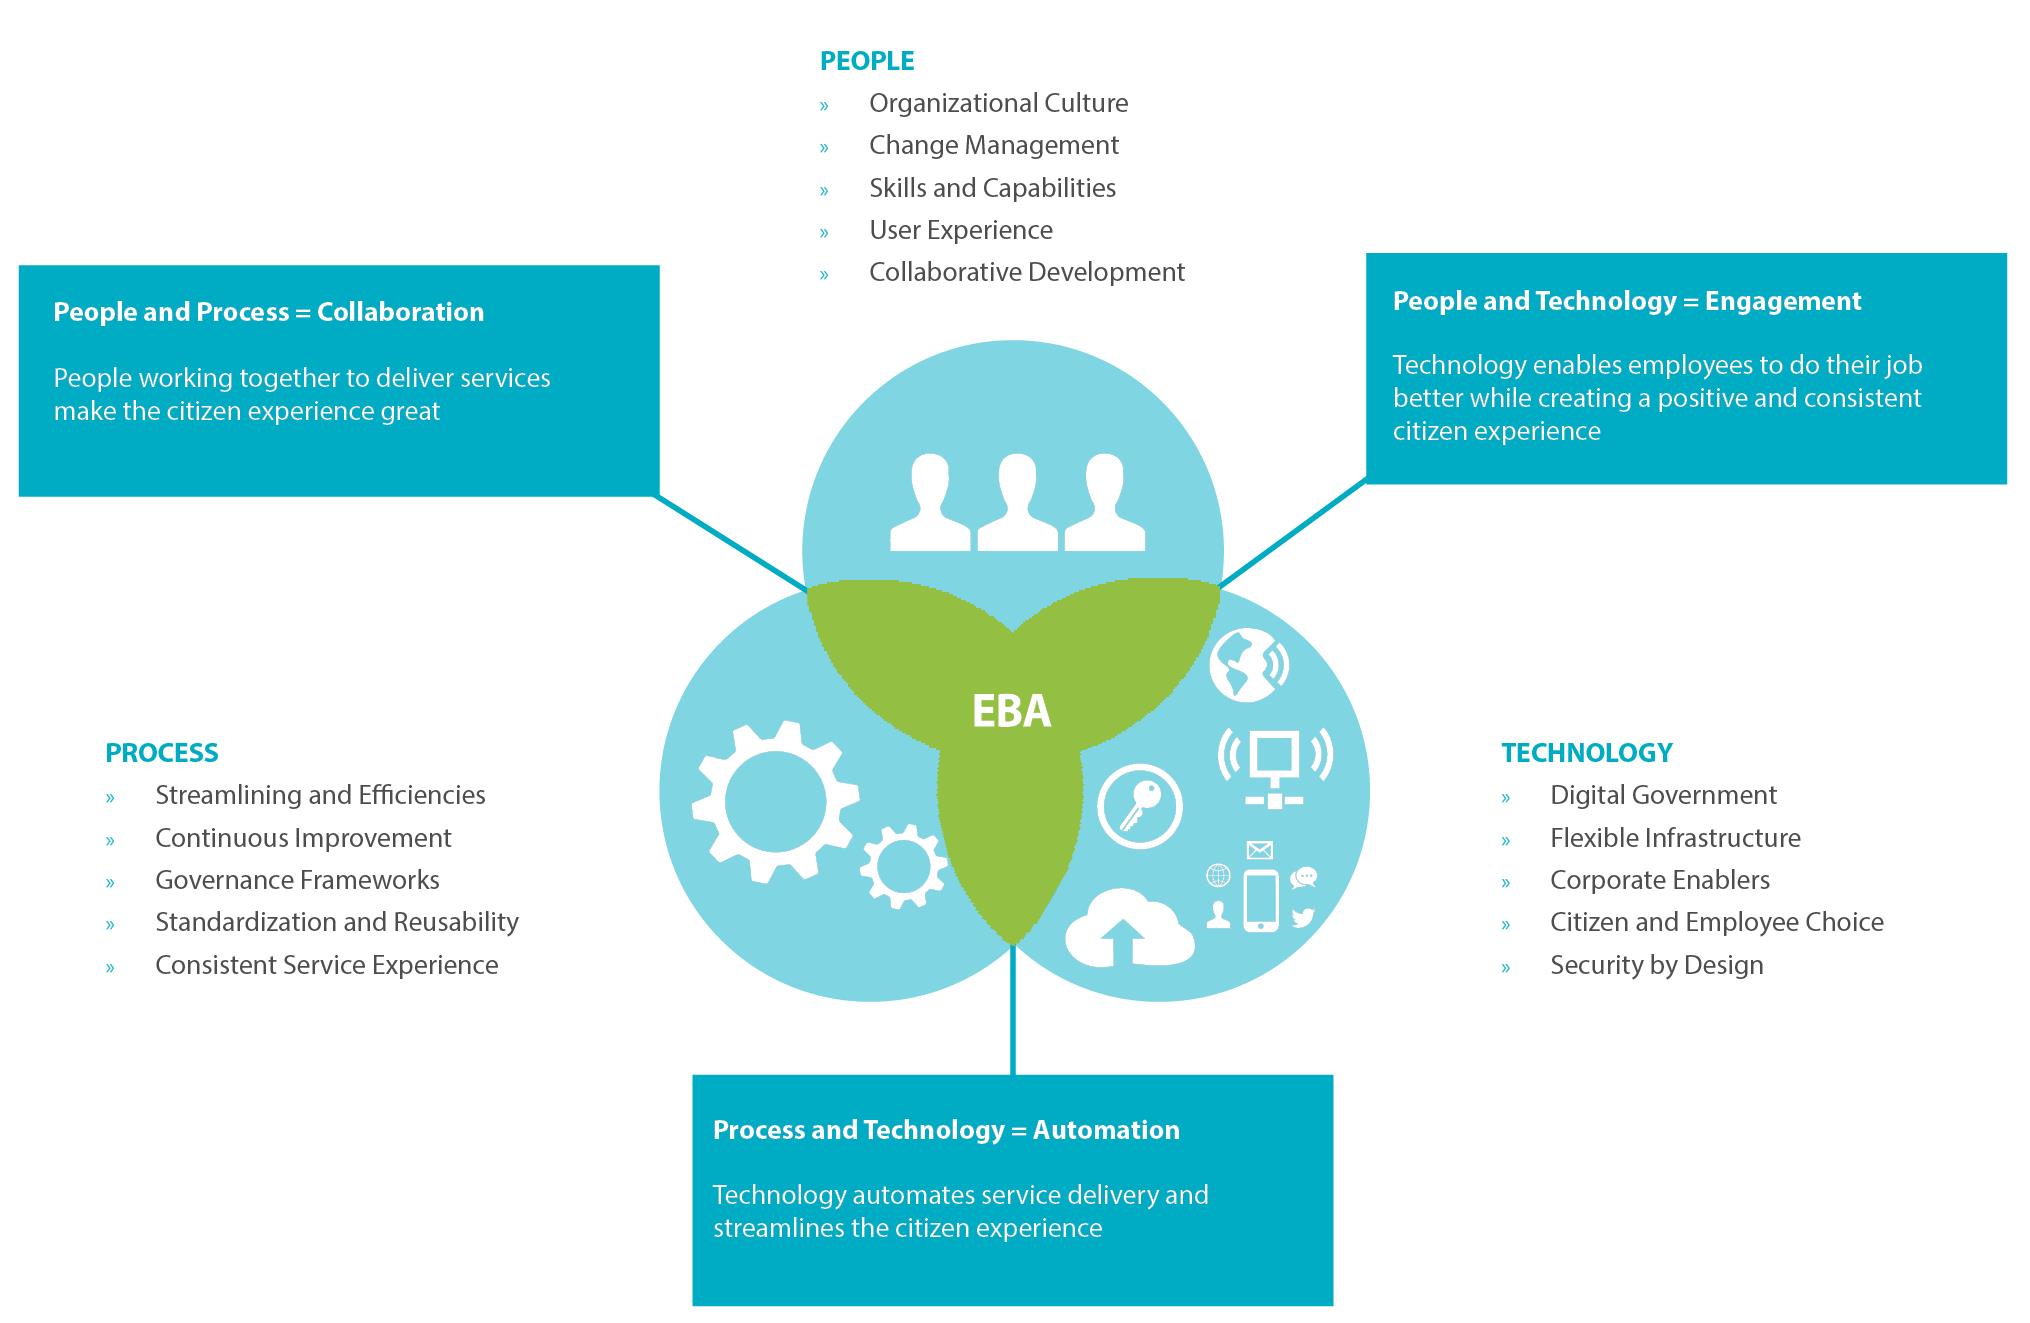 PEOPLE
» Organizational Culture
» Change Management
» Skills and Capabilities
» User Experience
» Collaborative Development
People and Process = Collaboration
People working together to deliver services
make the citizen experience great
People and Technology = Engagement
Technology enables employees to do their job
better while creating a positive and consistent
citizen experience
EBA
PROCESS
» Streamlining and Efficiencies
» Continuous Improvement
» Governance Frameworks
» Standardization and Reusability
» Consistent Service Experience
TECHNOLOGY
» Digital Government
» Flexible Infrastructure
» Corporate Enablers
» Citizen and Employee Choice
» Security by Design
Process and Technology = Automation
Technology automates service delivery and
streamlines the citizen experience